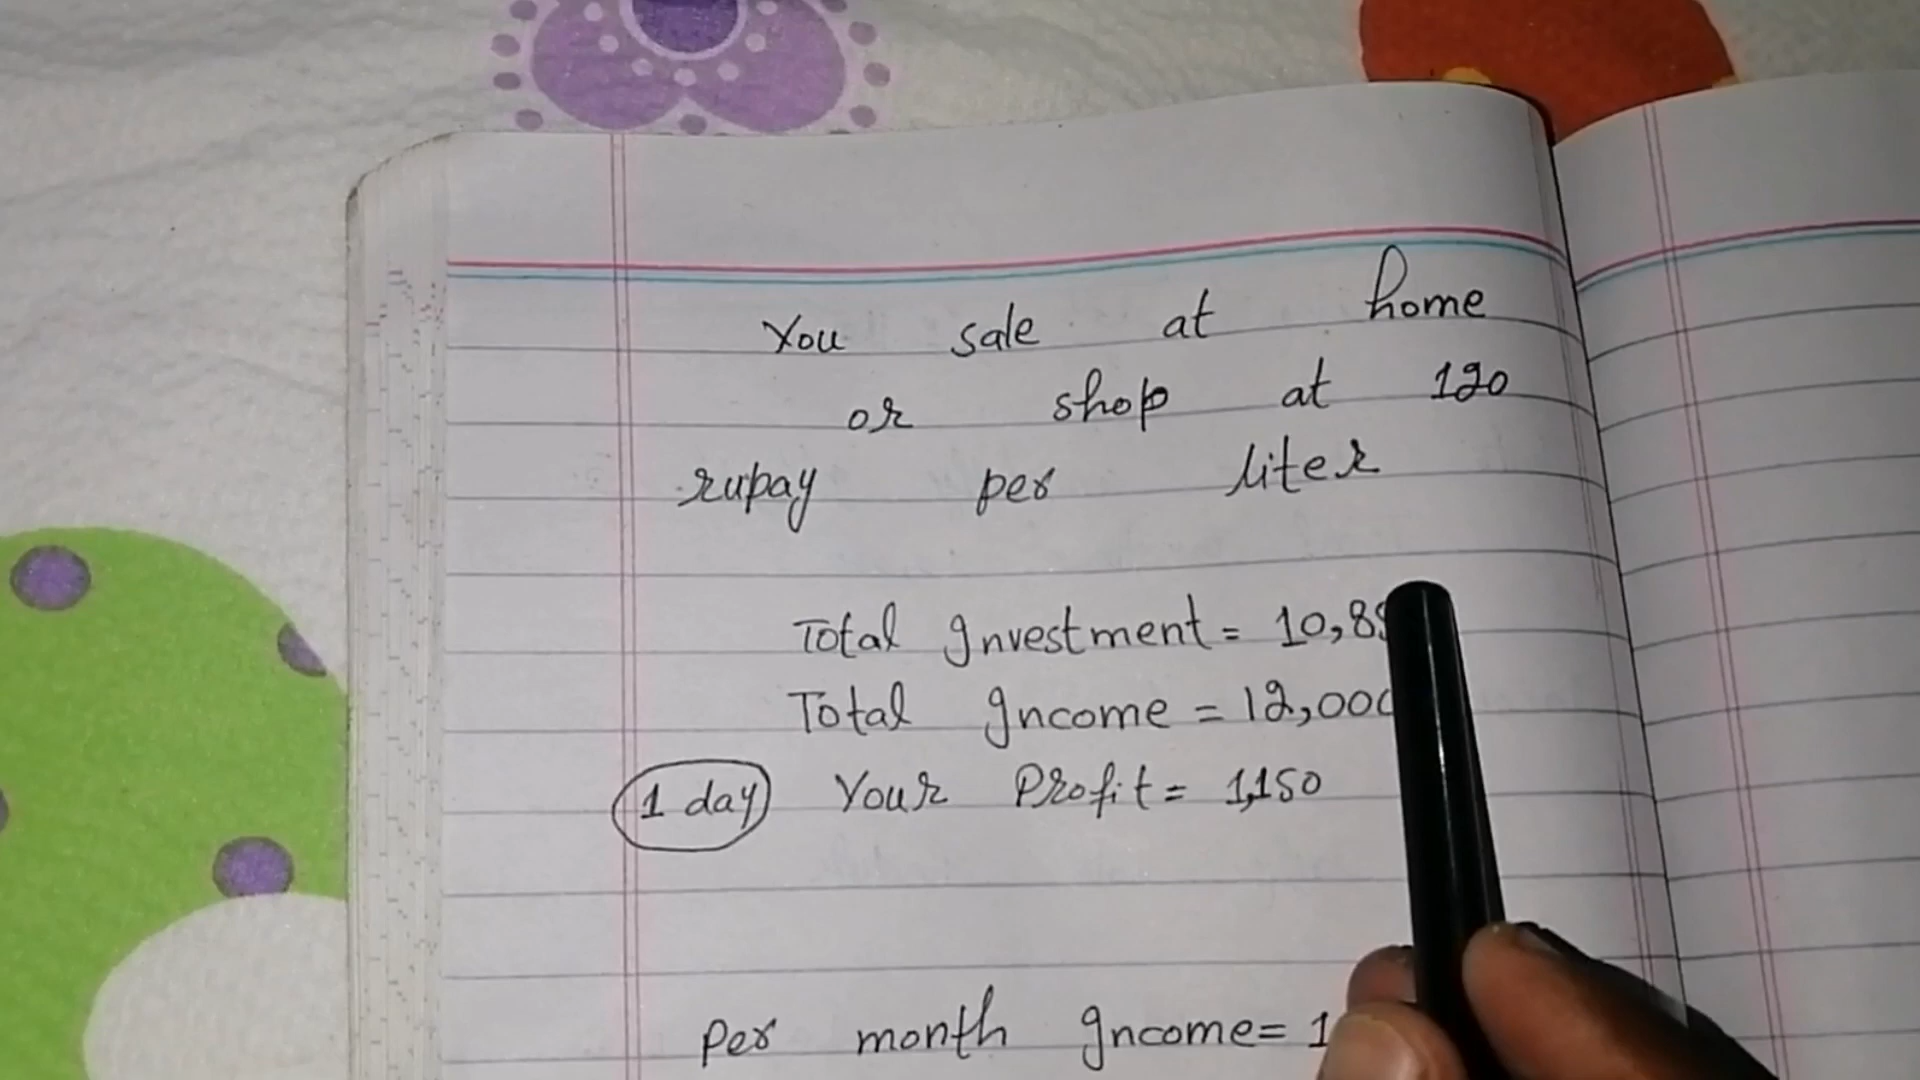 You sale at home
or shop at 120
rupay per liter
Total Investment = 10,8
Total Income = 12,000
1 day Your Profit = 1,150
Per month Income = 1